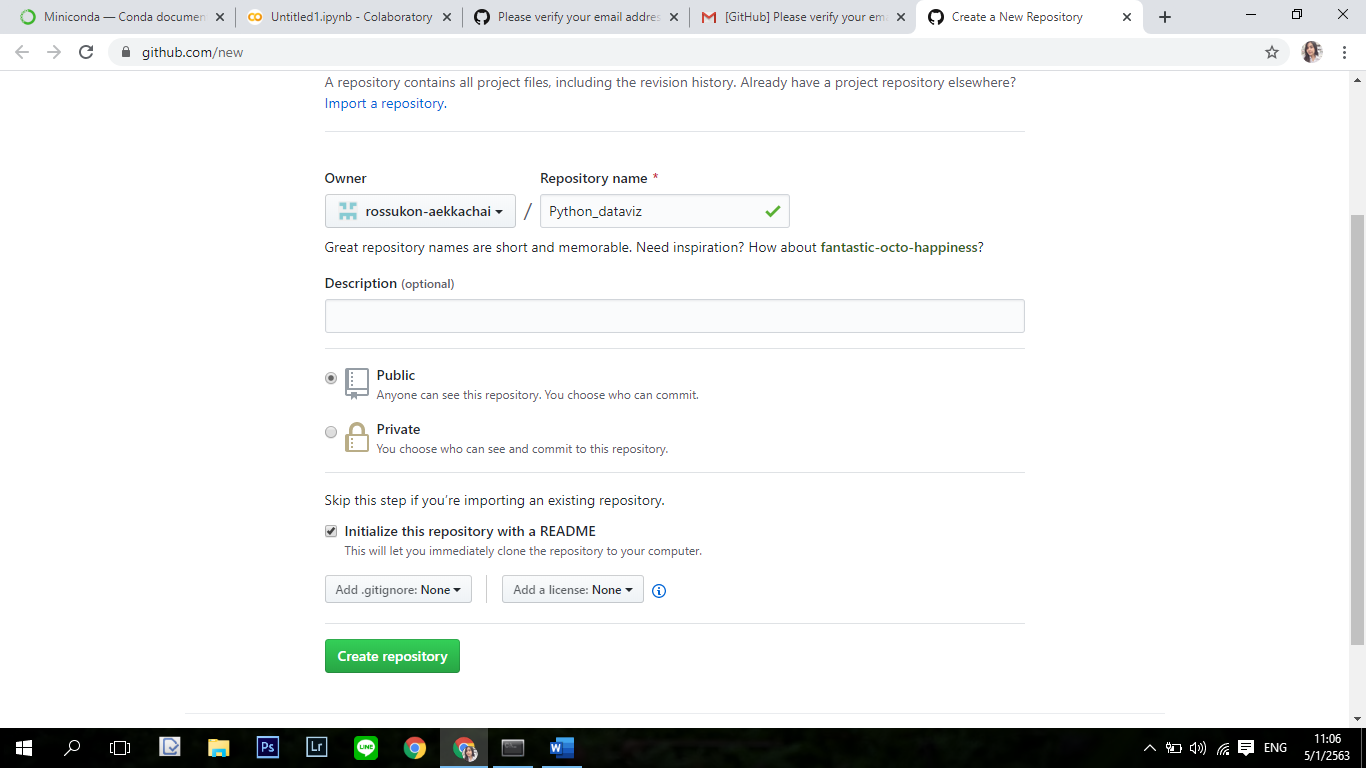 Miniconda — Conda documen
Untitled1.ipynb - Colaboratory
Please verify your email addres
[GitHub] Please verify your ema
Create a New Repository
github.com/new
A repository contains all project files, including the revision history. Already have a project repository elsewhere?
Import a repository.
Owner
Repository name *
rossukon-aekkachai / Python_dataviz
Great repository names are short and memorable. Need inspiration? How about fantastic-octo-happiness?
Description (optional)
Public
Anyone can see this repository. You choose who can commit.
Private
You choose who can see and commit to this repository.
Skip this step if you’re importing an existing repository.
Initialize this repository with a README
This will let you immediately clone the repository to your computer.
Add .gitignore: None
Add a license: None
Create repository
Ps
Lr
LINE
W
ENG
11:06
5/1/2563